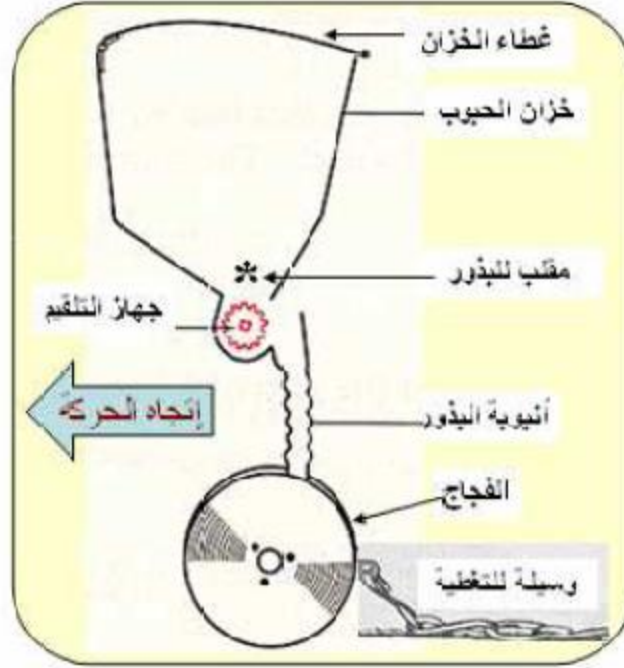 غطاء الخزان
خزان الحبوب
مقلب للبذور
جهاز التلقيم
إتجاه الحركة
أنبوبة البذور
الفجاج
وسيلة للتغطية